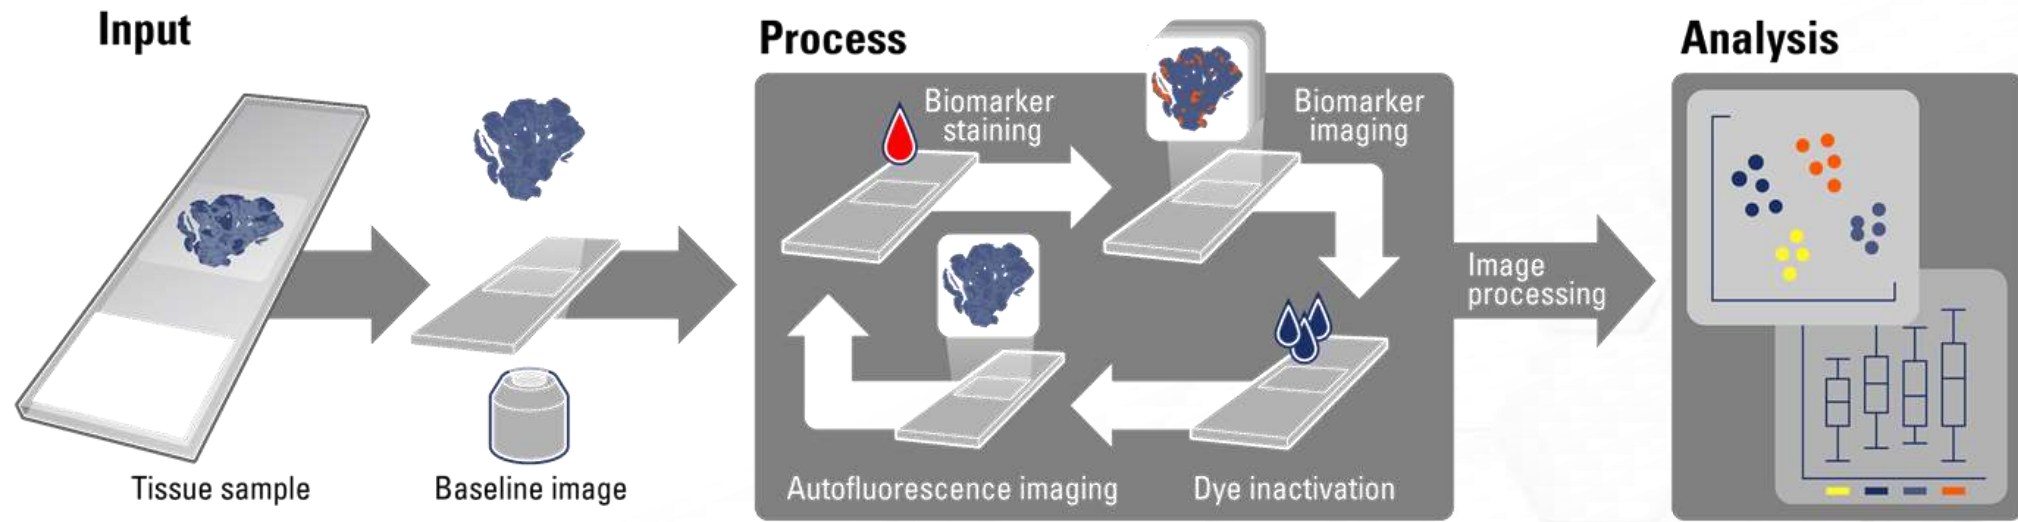 Input
Tissue sample
Baseline image
Process
Biomarker
staining
Biomarker
imaging
Autofluorescence imaging
Dye inactivation
Image
processing
Analysis